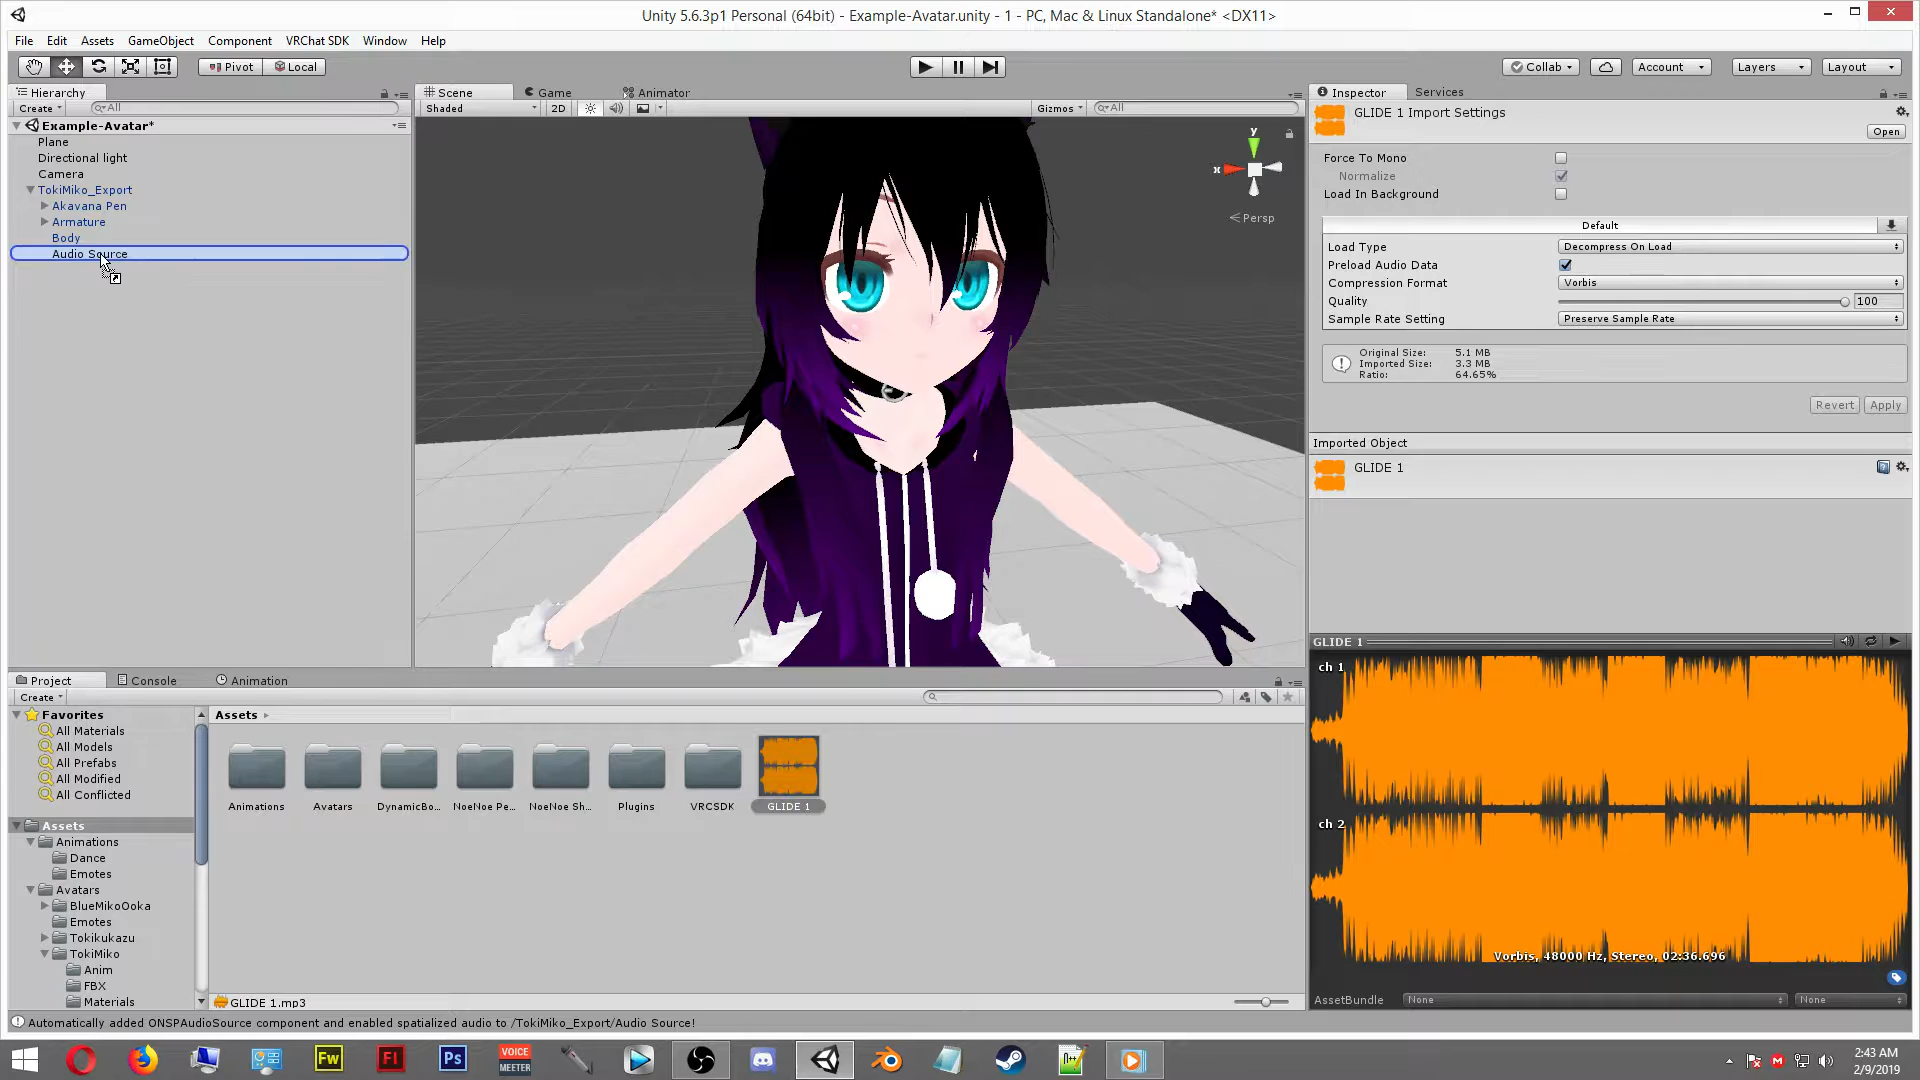 Unity 5.6.3p1 Personal (64bit) - Example-Avatar.unity - 1 - PC, Mac & Linux Standalone* <DX11>
File Edit Assets GameObject Component VRChat SDK Window Help
Pivot Local Collab Account Layers Layout
Hierarchy
Create All
Example-Avatar*
Plane
Directional light
Camera
TokiMiko_Export
Akavana Pen
Armature
Body
Audio Source
Scene Game Animator
Shaded 2D Gizmos All
y
x
Persp
Inspector Services
GLIDE 1 Import Settings
Open
Force To Mono
Normalize
Load In Background
Default
Load Type Decompress On Load
Preload Audio Data
Compression Format Vorbis
Quality 100
Sample Rate Setting Preserve Sample Rate
Original Size: 5.1 MB
Imported Size: 3.3 MB
Ratio: 64.65%
Revert Apply
Imported Object
GLIDE 1
GLIDE 1
ch 1
ch 2
Vorbis, 48000 Hz, Stereo, 02:36.696
AssetBundle None None
Project Console Animation
Create
Favorites
All Materials
All Models
All Prefabs
All Modified
All Conflicted
Assets
Animations
Dance
Emotes
Avatars
BlueMikoOoka
Emotes
Tokikukazu
TokiMiko
Anim
FBX
Materials
Assets
Animations Avatars DynamicBo... NoeNoe Pe... NoeNoe Sh... Plugins VRCSDK GLIDE 1
GLIDE 1.mp3
Automatically added ONSPAudioSource component and enabled spatialized audio to /TokiMiko_Export/Audio Source!
Fw Fl Ps VOICE MEETER
2:43 AM
2/9/2019